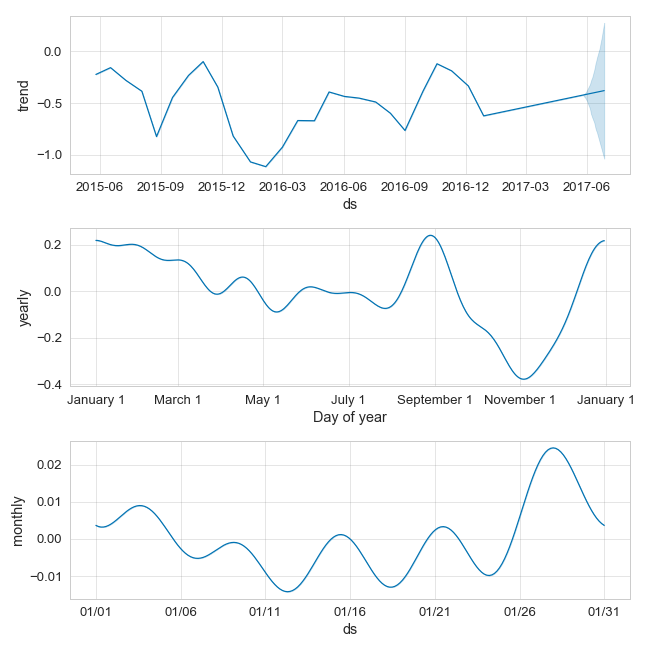 0.0
−0.5
−1.0
trend
2015-06 2015-09 2015-12 2016-03 2016-06 2016-09 2016-12 2017-03 2017-06
ds
0.2
0.0
−0.2
−0.4
yearly
January 1 March 1 May 1 July 1 September 1 November 1 January 1
Day of year
0.02
0.01
0.00
−0.01
monthly
01/01 01/06 01/11 01/16 01/21 01/26 01/31
ds